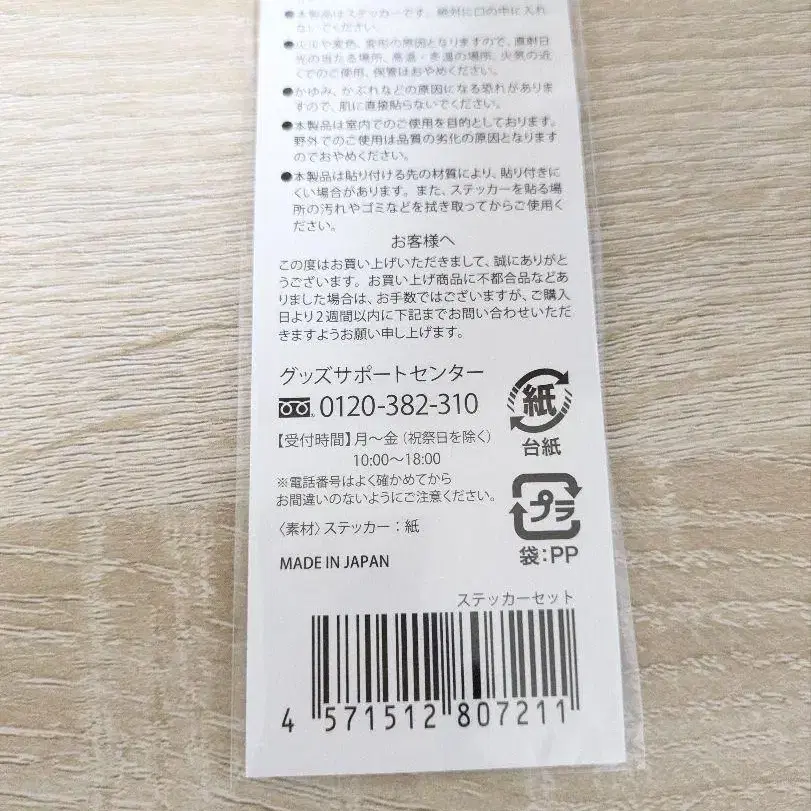 ●本製品はステッカーです。絶対に口の中に入れ
ないでください。
●火災や変色、変形の原因となりますので、直射日
光の当たる場所、高温・多湿の場所、火気の近
くでのご使用、保管はおやめください。
●かゆみ、かぶれなどの原因になる恐れがありま
すので、肌に直接貼らないでください。
●本製品は室内でのご使用を目的としております。
野外でのご使用は品質の劣化の原因となります
のでおやめください。
●本製品は貼り付ける先の材質により、貼り付きに
くい場合があります。また、ステッカーを貼る場
所の汚れやゴミなどを拭き取ってからご使用く
ださい。
お客様へ
この度はお買い上げいただきまして、誠にありがと
うございます。お買い上げ商品に不都合品などあ
りました場合は、お手数ではございますが、ご購入
日より2週間以内に下記までお問い合わせいただ
きますようお願い申し上げます。
グッズサポートセンター
0120-382-310
【受付時間】月〜金（祝祭日を除く）
10:00〜18:00
※電話番号はよく確かめてから
お間違いのないようにご注意ください。
〈素材〉ステッカー：紙
MADE IN JAPAN
紙
台紙
プラ
袋：PP
ステッカーセット
4 571512 807211